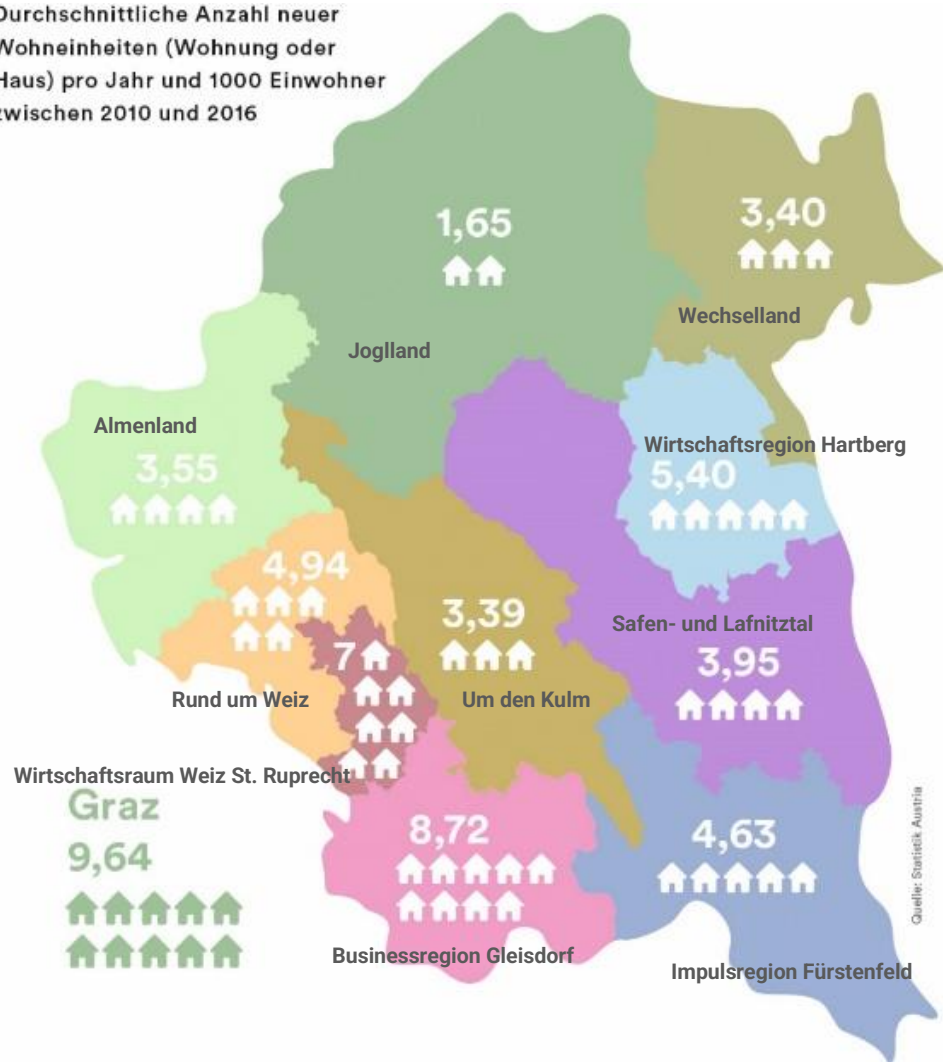 Durchschnittliche Anzahl neuer
Wohneinheiten (Wohnung oder
Haus) pro Jahr und 1000 Einwohner
zwischen 2010 und 2016
1,65
3,40
Wechselland
Joglland
Almenland
3,55
Wirtschaftsregion Hartberg
5,40
4,94
3,39
Safen- und Lafnitztal
3,95
7
Rund um Weiz
Um den Kulm
Wirtschaftsraum Weiz St. Ruprecht
Graz
9,64
8,72
4,63
Businessregion Gleisdorf
Impulsregion Fürstenfeld
Quelle: Statistik Austria